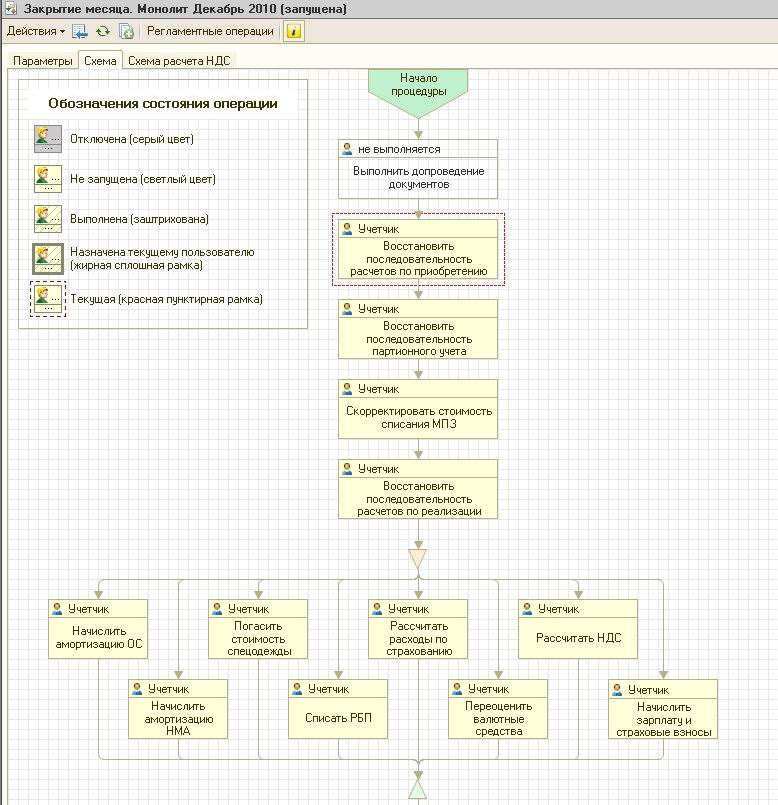 Закрытие месяца. Монолит Декабрь 2010 (запущена)
Действия Регламентные операции
Параметры Схема Схема расчета НДС
Обозначения состояния операции
Отключена (серый цвет)
Не запущена (светлый цвет)
Выполнена (заштрихована)
Назначена текущему пользователю
(жирная сплошная рамка)
Текущая (красная пунктирная рамка)
Начало
процедуры
не выполняется
Выполнить допроведение
документов
Учетчик
Восстановить
последовательность
расчетов по приобретению
Учетчик
Восстановить
последовательность
партионного учета
Учетчик
Скорректировать стоимость
списания МПЗ
Учетчик
Восстановить
последовательность
расчетов по реализации
Учетчик
Начислить
амортизацию ОС
Учетчик
Погасить
стоимость
спецодежды
Учетчик
Рассчитать
расходы по
страхованию
Учетчик
Рассчитать НДС
Учетчик
Начислить
амортизацию
НМА
Учетчик
Списать РБП
Учетчик
Переоценить
валютные
средства
Учетчик
Начислить
зарплату и
страховые взносы